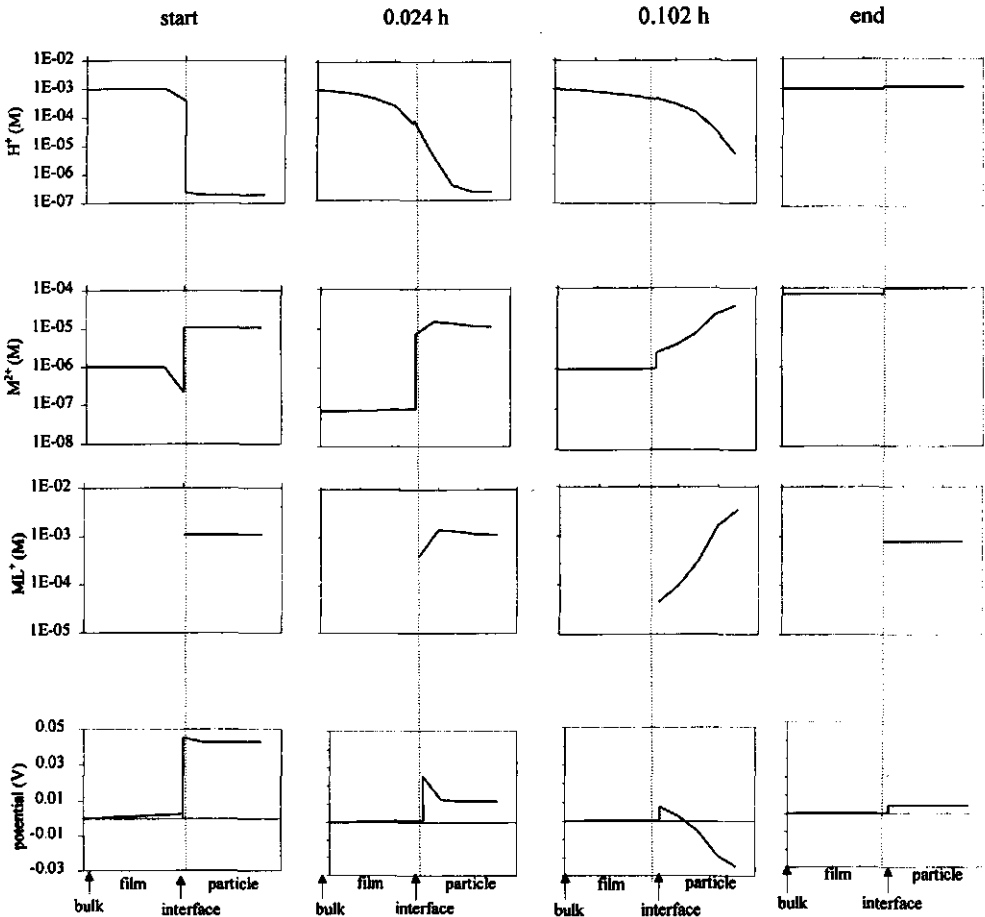 start 0.024 h 0.102 h end
H⁺ (M)
1E-02
1E-03
1E-04
1E-05
1E-06
1E-07
M²⁺ (M)
1E-04
1E-05
1E-06
1E-07
1E-08
ML⁺ (M)
1E-02
1E-03
1E-04
1E-05
potential (V)
0.05
0.03
0.01
-0.01
-0.03
film particle film particle film particle film particle
bulk interface bulk interface bulk interface bulk interface